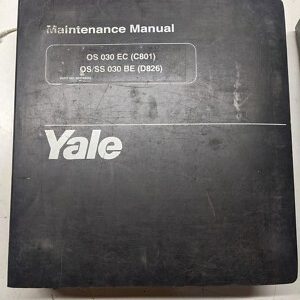 Maintenance Manual
OS 030 EC (C801)
OS/SS 030 BE (D826)
Yale